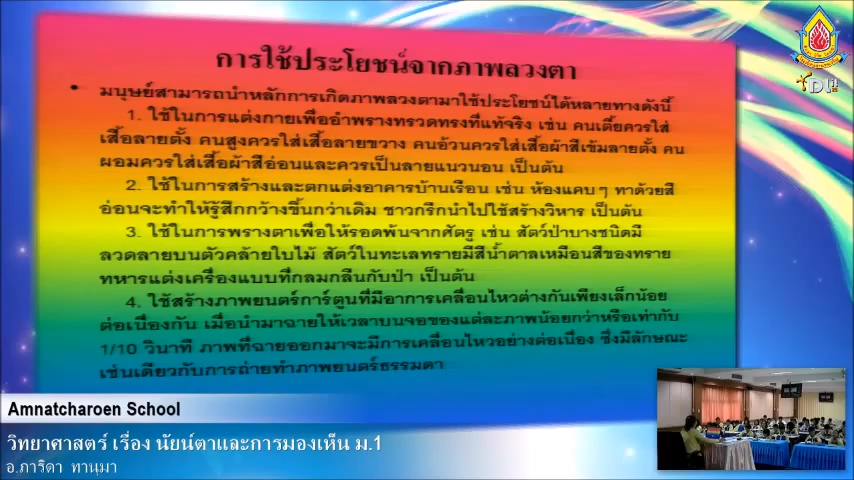 การใช้ประโยชน์จากภาพลวงตา
• มนุษย์สามารถนำหลักการเกิดภาพลวงตามาใช้ประโยชน์ได้หลายทางดังนี้
1. ใช้ในการแต่งกายเพื่ออำพรางทรวดทรงที่แท้จริง เช่น คนเตี้ยควรใส่
เสื้อลายตั้ง คนสูงควรใส่เสื้อลายขวาง คนอ้วนควรใส่เสื้อผ้าสีเข้มลายตั้ง คน
ผอมควรใส่เสื้อผ้าสีอ่อนและควรเป็นลายแนวนอน เป็นต้น
2. ใช้ในการสร้างและตกแต่งอาคารบ้านเรือน เช่น ห้องแคบๆ ทาด้วยสี
อ่อนจะทำให้รู้สึกกว้างขึ้นกว่าเดิม ชาวกรีกนำไปใช้สร้างวิหาร เป็นต้น
3. ใช้ในการพรางตาเพื่อให้รอดพ้นจากศัตรู เช่น สัตว์ป่าบางชนิดมี
ลวดลายบนตัวคล้ายใบไม้ สัตว์ในทะเลทรายมีสีน้ำตาลเหมือนสีของทราย
ทหารแต่งเครื่องแบบที่กลมกลืนกับป่า เป็นต้น
4. ใช้สร้างภาพยนตร์การ์ตูนที่มีอาการเคลื่อนไหวต่างกันเพียงเล็กน้อย
ต่อเนื่องกัน เมื่อนำมาฉายให้เวลาบนจอของแต่ละภาพน้อยกว่าหรือเท่ากับ
1/10 วินาที ภาพที่ฉายออกมาจะมีการเคลื่อนไหวอย่างต่อเนื่อง ซึ่งมีลักษณะ
เช่นเดียวกับการถ่ายทำภาพยนตร์ธรรมดา
Amnatcharoen School
วิทยาศาสตร์ เรื่อง นัยน์ตาและการมองเห็น ม.1
อ.ภาริดา ทานุมา